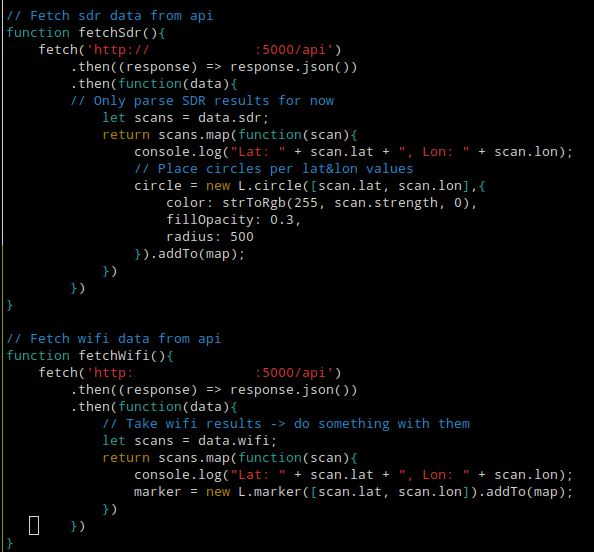 // Fetch sdr data from api
function fetchSdr(){
    fetch('http://             :5000/api')
        .then((response) => response.json())
        .then(function(data){
        // Only parse SDR results for now
            let scans = data.sdr;
            return scans.map(function(scan){
                console.log("Lat: " + scan.lat + ", Lon: " + scan.lon);
                // Place circles per lat&lon values
                circle = new L.circle([scan.lat, scan.lon],{
                    color: strToRgb(255, scan.strength, 0),
                    fillOpacity: 0.3,
                    radius: 500
                }).addTo(map);
            })
        })
}
// Fetch wifi data from api
function fetchWifi(){
    fetch('http:               :5000/api')
        .then((response) => response.json())
        .then(function(data){
            // Take wifi results -> do something with them
            let scans = data.wifi;
            return scans.map(function(scan){
                console.log("Lat: " + scan.lat + ", Lon: " + scan.lon);
                marker = new L.marker([scan.lat, scan.lon]).addTo(map);
            })
        })
}